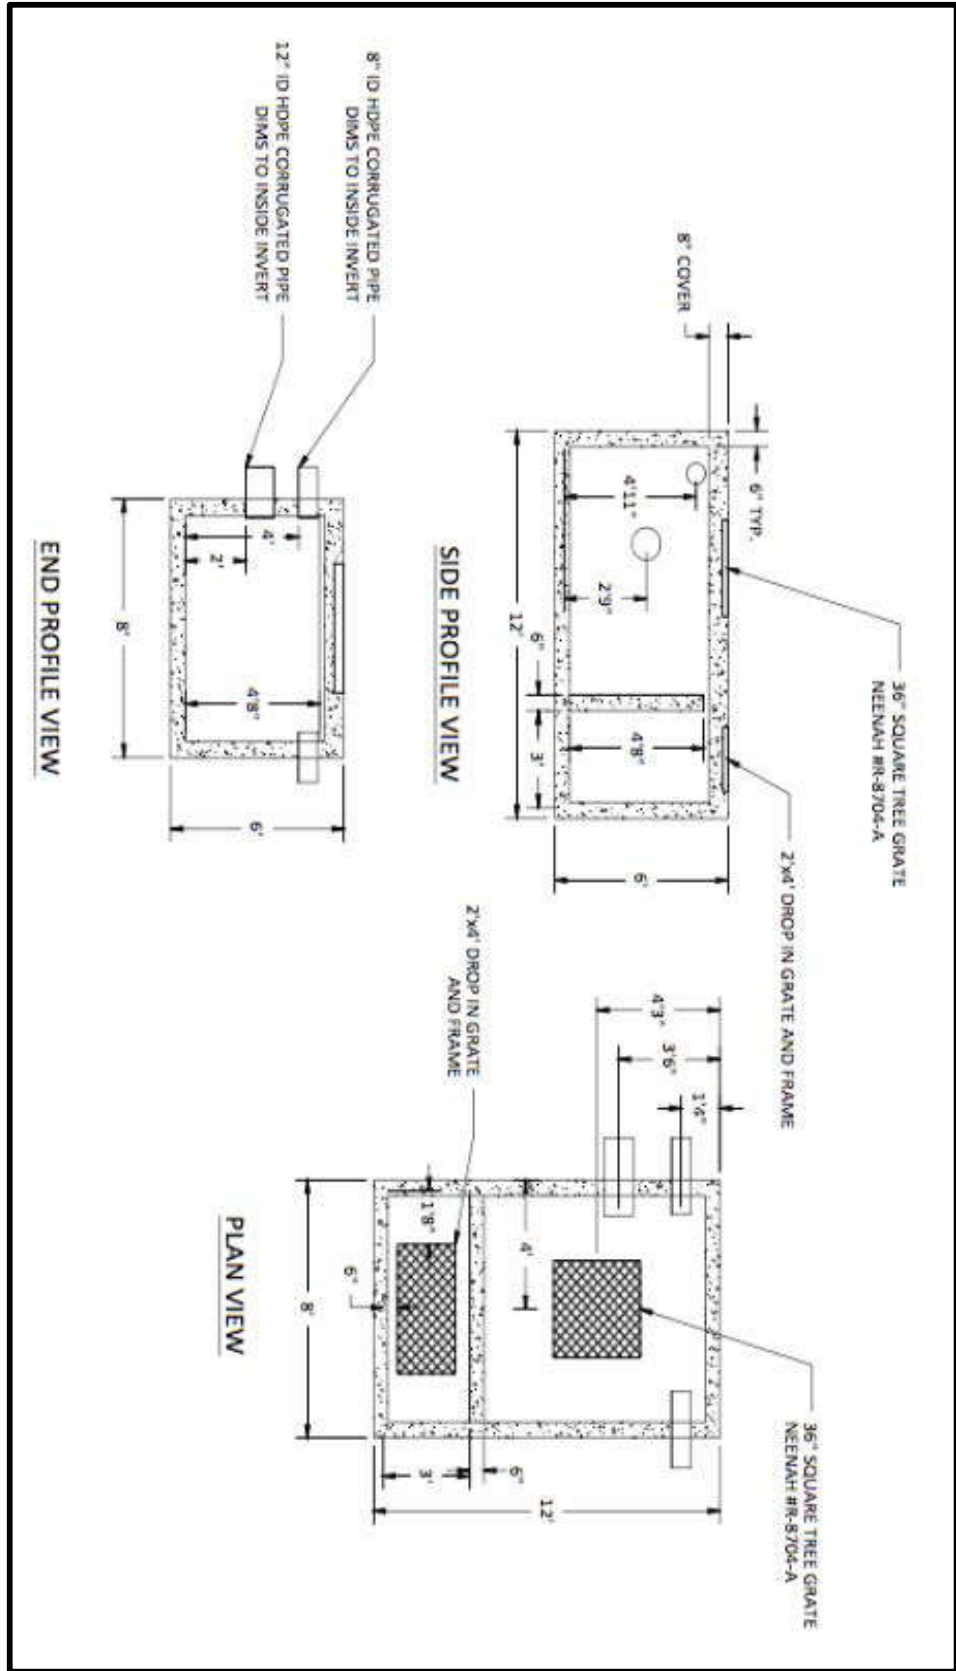 36" SQUARE TREE GRATE
NEENAH #R-8704-A
2'x4' DROP IN GRATE AND FRAME
6" TYP.
8" COVER
4'11"
2'9"
6"
3'
4'8"
12'
6'
SIDE PROFILE VIEW
8" ID HDPE CORRUGATED PIPE
DIMS TO INSIDE INVERT
12" ID HDPE CORRUGATED PIPE
DIMS TO INSIDE INVERT
4'
2'
4'8"
8'
6'
END PROFILE VIEW
36" SQUARE TREE GRATE
NEENAH #R-8704-A
4'3"
3'6"
1'4"
2'x4' DROP IN GRATE
AND FRAME
4'
1'8"
6"
8'
6"
3'
12'
PLAN VIEW